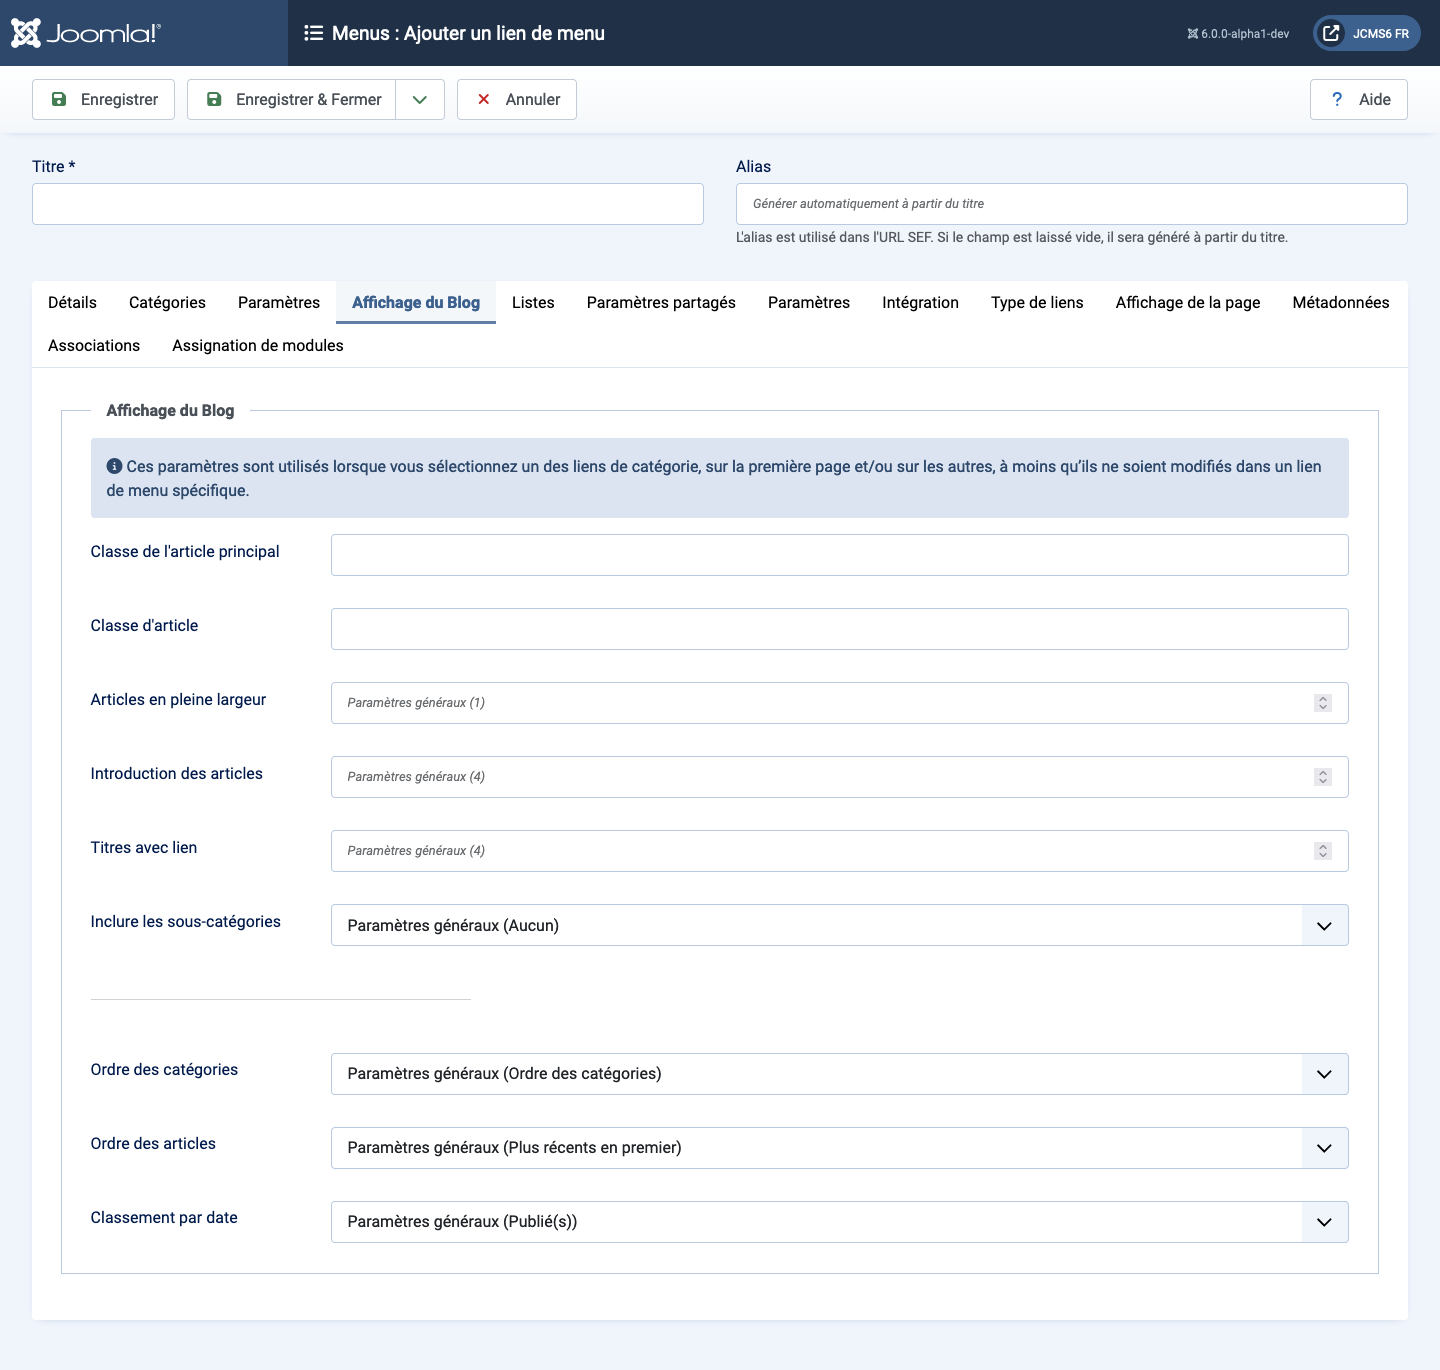 Joomla!®
Menus : Ajouter un lien de menu
6.0.0-alpha1-dev
JCMS6 FR
Enregistrer
Enregistrer & Fermer
Annuler
? Aide
Titre *
Alias
Générer automatiquement à partir du titre
L'alias est utilisé dans l'URL SEF. Si le champ est laissé vide, il sera généré à partir du titre.
Détails Catégories Paramètres Affichage du Blog Listes Paramètres partagés Paramètres Intégration Type de liens Affichage de la page Métadonnées
Associations Assignation de modules
Affichage du Blog
Ces paramètres sont utilisés lorsque vous sélectionnez un des liens de catégorie, sur la première page et/ou sur les autres, à moins qu’ils ne soient modifiés dans un lien
de menu spécifique.
Classe de l'article principal
Classe d'article
Articles en pleine largeur
Paramètres généraux (1)
Introduction des articles
Paramètres généraux (4)
Titres avec lien
Paramètres généraux (4)
Inclure les sous-catégories
Paramètres généraux (Aucun)
Ordre des catégories
Paramètres généraux (Ordre des catégories)
Ordre des articles
Paramètres généraux (Plus récents en premier)
Classement par date
Paramètres généraux (Publié(s))